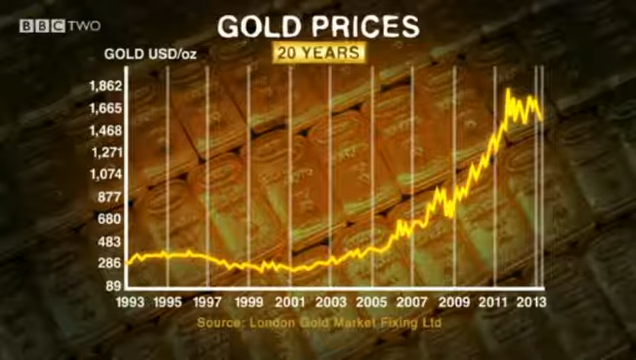 BBC TWO
GOLD PRICES
20 YEARS
GOLD USD/oz
1,862
1,665
1,468
1,271
1,074
877
680
483
286
89
1993 1995 1997 1999 2001 2003 2005 2007 2009 2011 2013
Source: London Gold Market Fixing Ltd